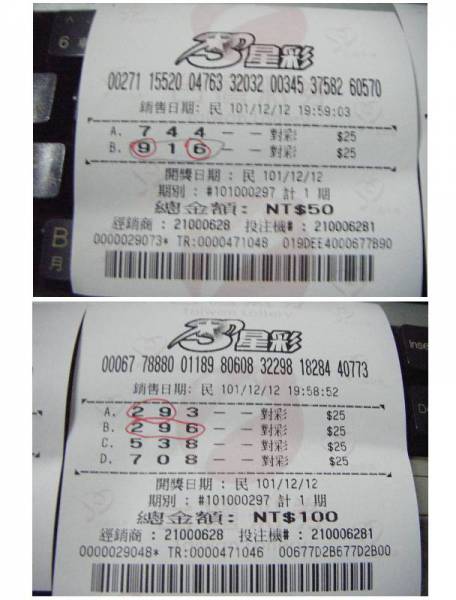 3 星彩
00271 15520 04763 32032 00345 37582 60570
銷售日期: 民 101/12/12 19:59:03
A. 7 4 4 – – 對彩 $25
B. 9 1 6 – – 對彩 $25
開獎日期 : 民 101/12/12
期別 : #101000297 計 1 期
總金額: NT$50
經銷商 : 21000628 投注機# : 210006281
0000029073* TR:0000471048 019DEE4000677B90
6
B
月
Taiwan Lottery
3 星彩
00067 78880 01189 80608 32298 18284 40773
銷售日期: 民 101/12/12 19:58:52
A. 2 9 3 – – 對彩 $25
B. 2 9 6 – – 對彩 $25
C. 5 3 8 – – 對彩 $25
D. 7 0 8 – – 對彩 $25
開獎日期 : 民 101/12/12
期別 : #101000297 計 1 期
總金額: NT$100
經銷商 : 21000628 投注機# : 210006281
0000029048* TR:0000471046 00677D2B677D2B00
Inse